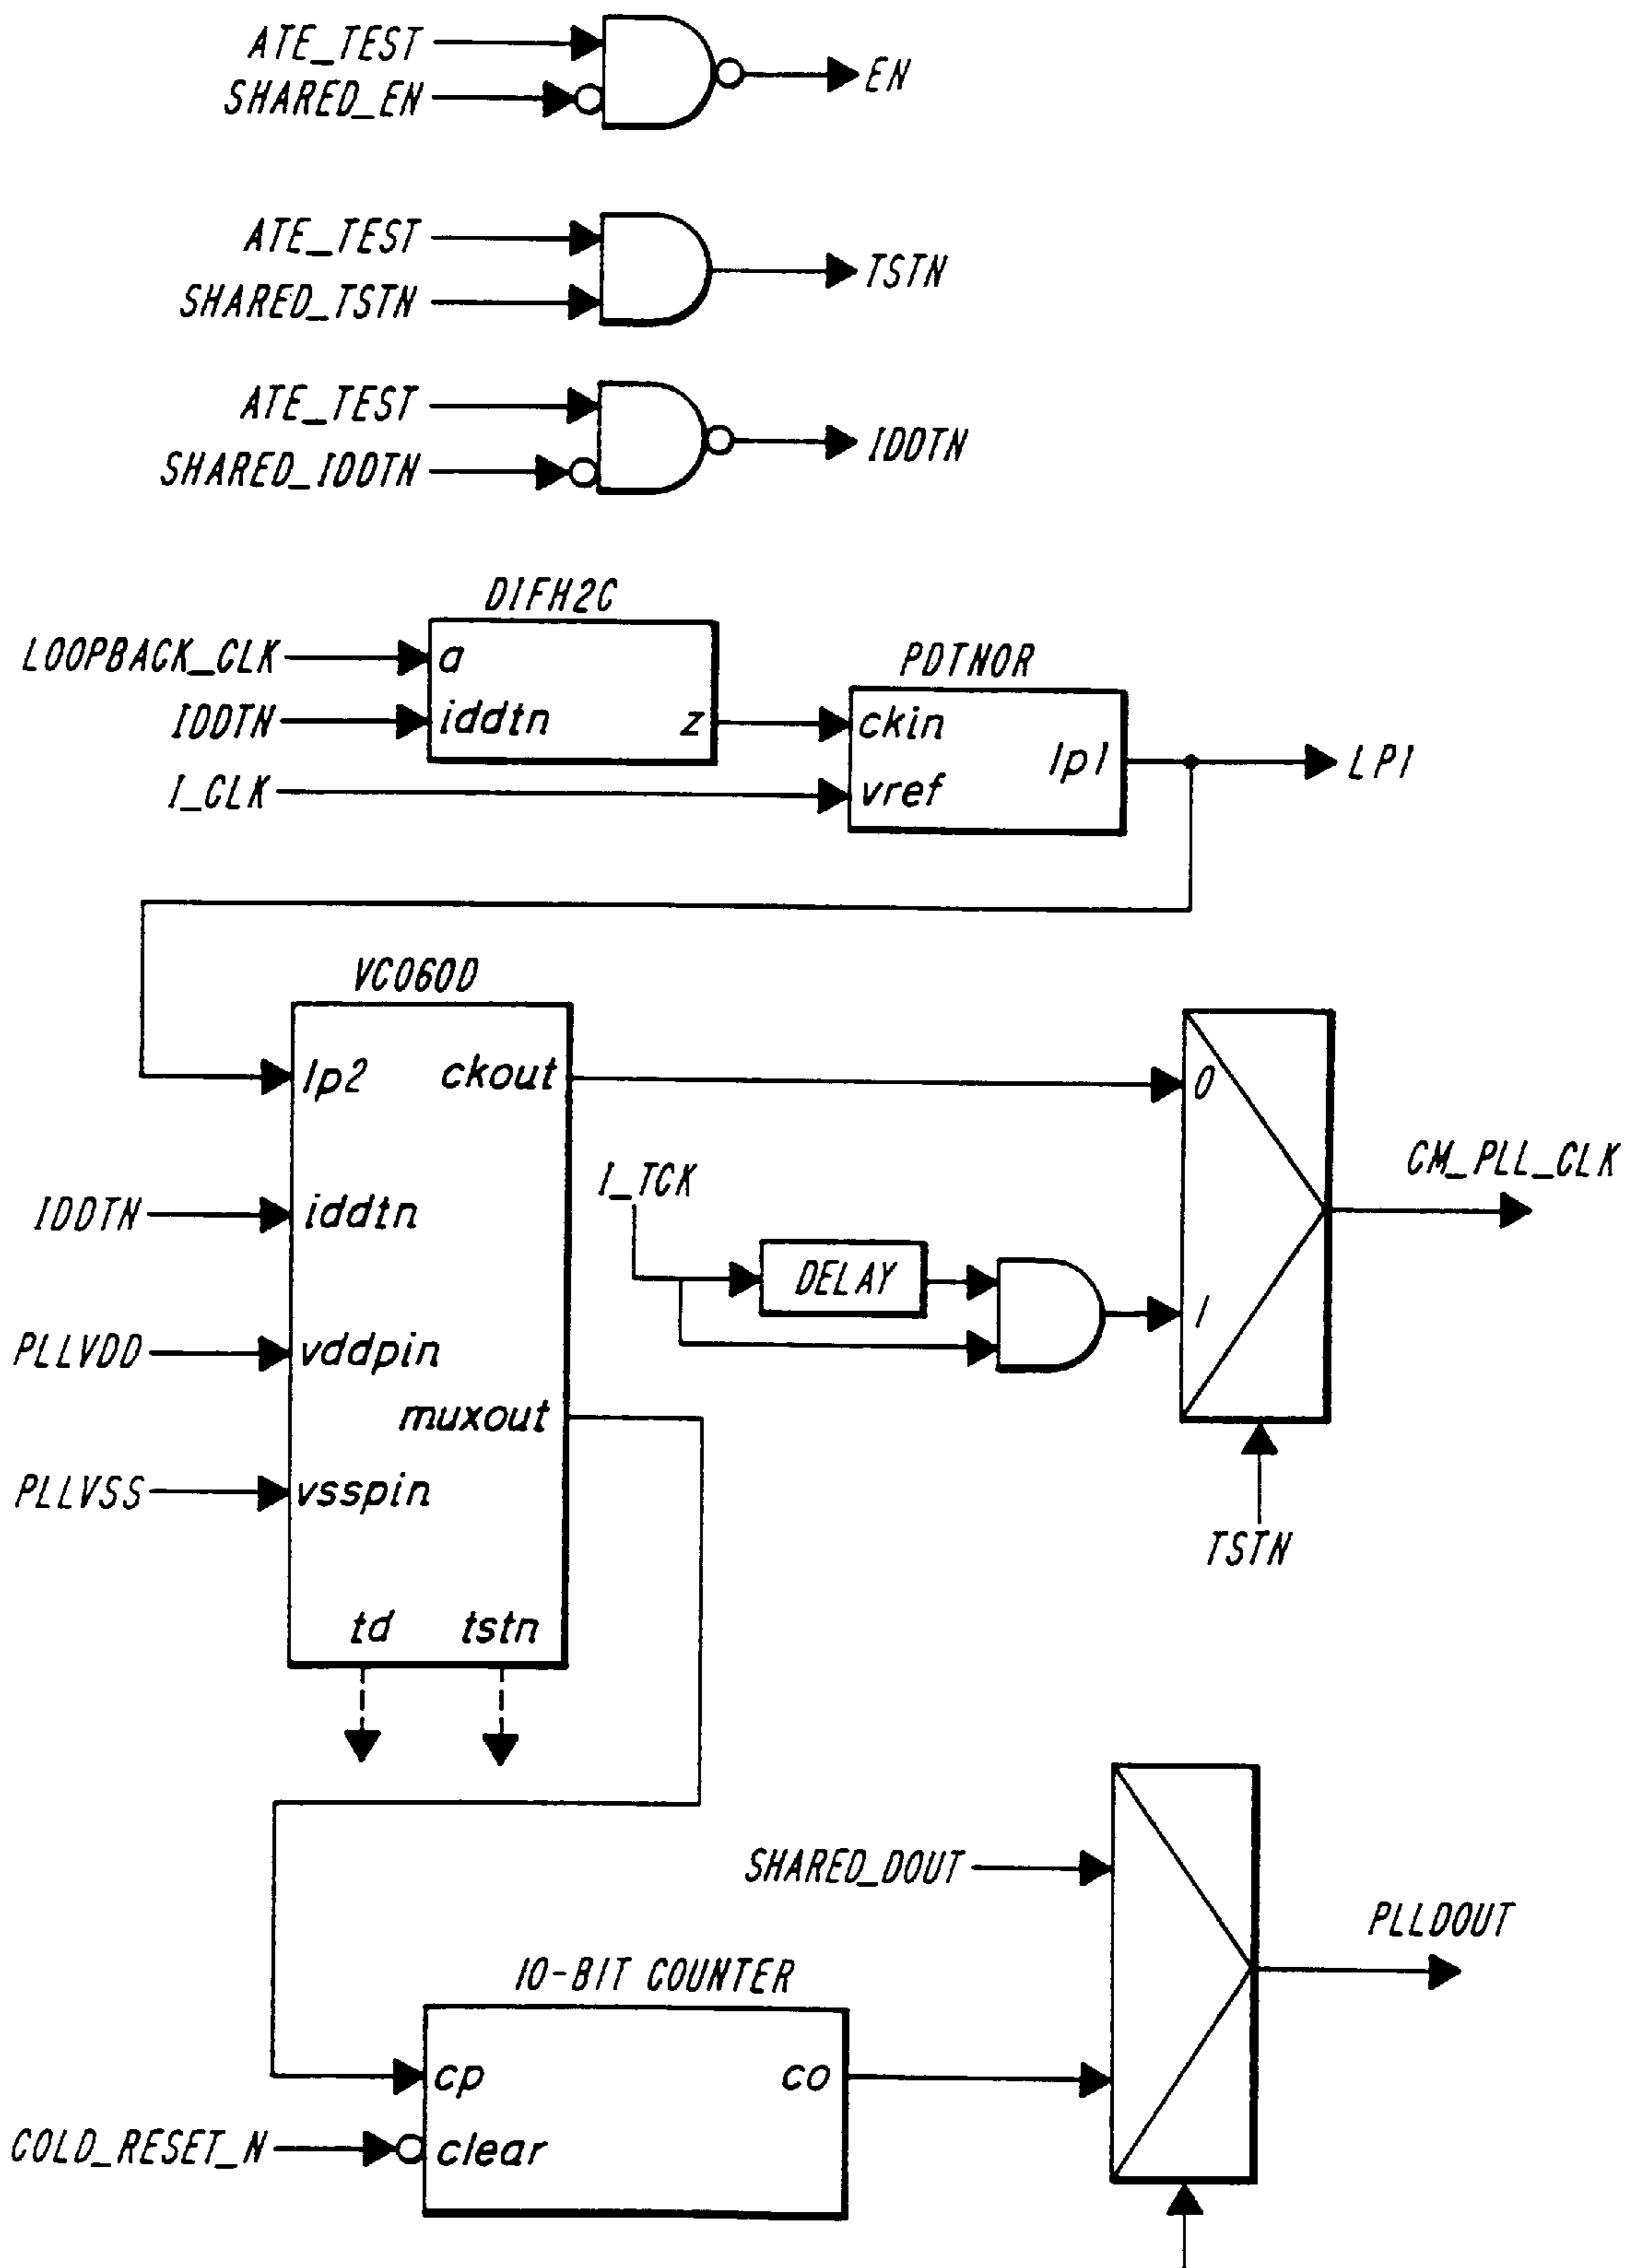 ATE_TEST
SHARED_EN
EN
ATE_TEST
SHARED_TSTN
TSTN
ATE_TEST
SHARED_IDDTN
IDDTN
DIFH2C
LOOPBACK_CLK
a
IDDTN
iddtn
z
I_CLK
PDTNOR
ckin
vref
lp1
LP1
VCO60D
lp2
ckout
IDDTN
iddtn
PLLVDD
vddpin
muxout
PLLVSS
vsspin
td
tstn
I_TCK
DELAY
0
1
CM_PLL_CLK
TSTN
SHARED_DOUT
PLLDOUT
10-BIT COUNTER
cp
co
COLD_RESET_N
clear